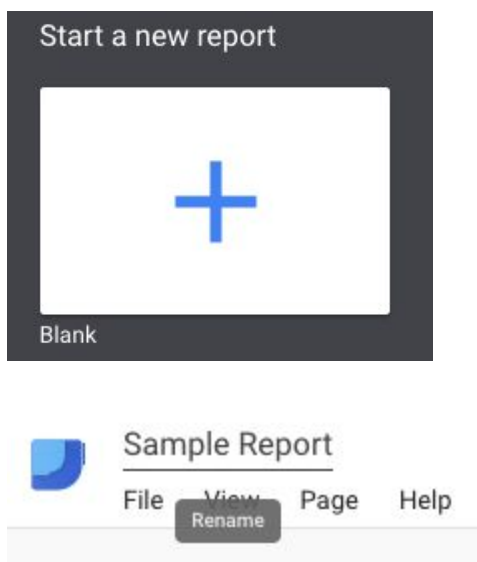 Start a new report
Blank
Sample Report
File View Page Help
Rename